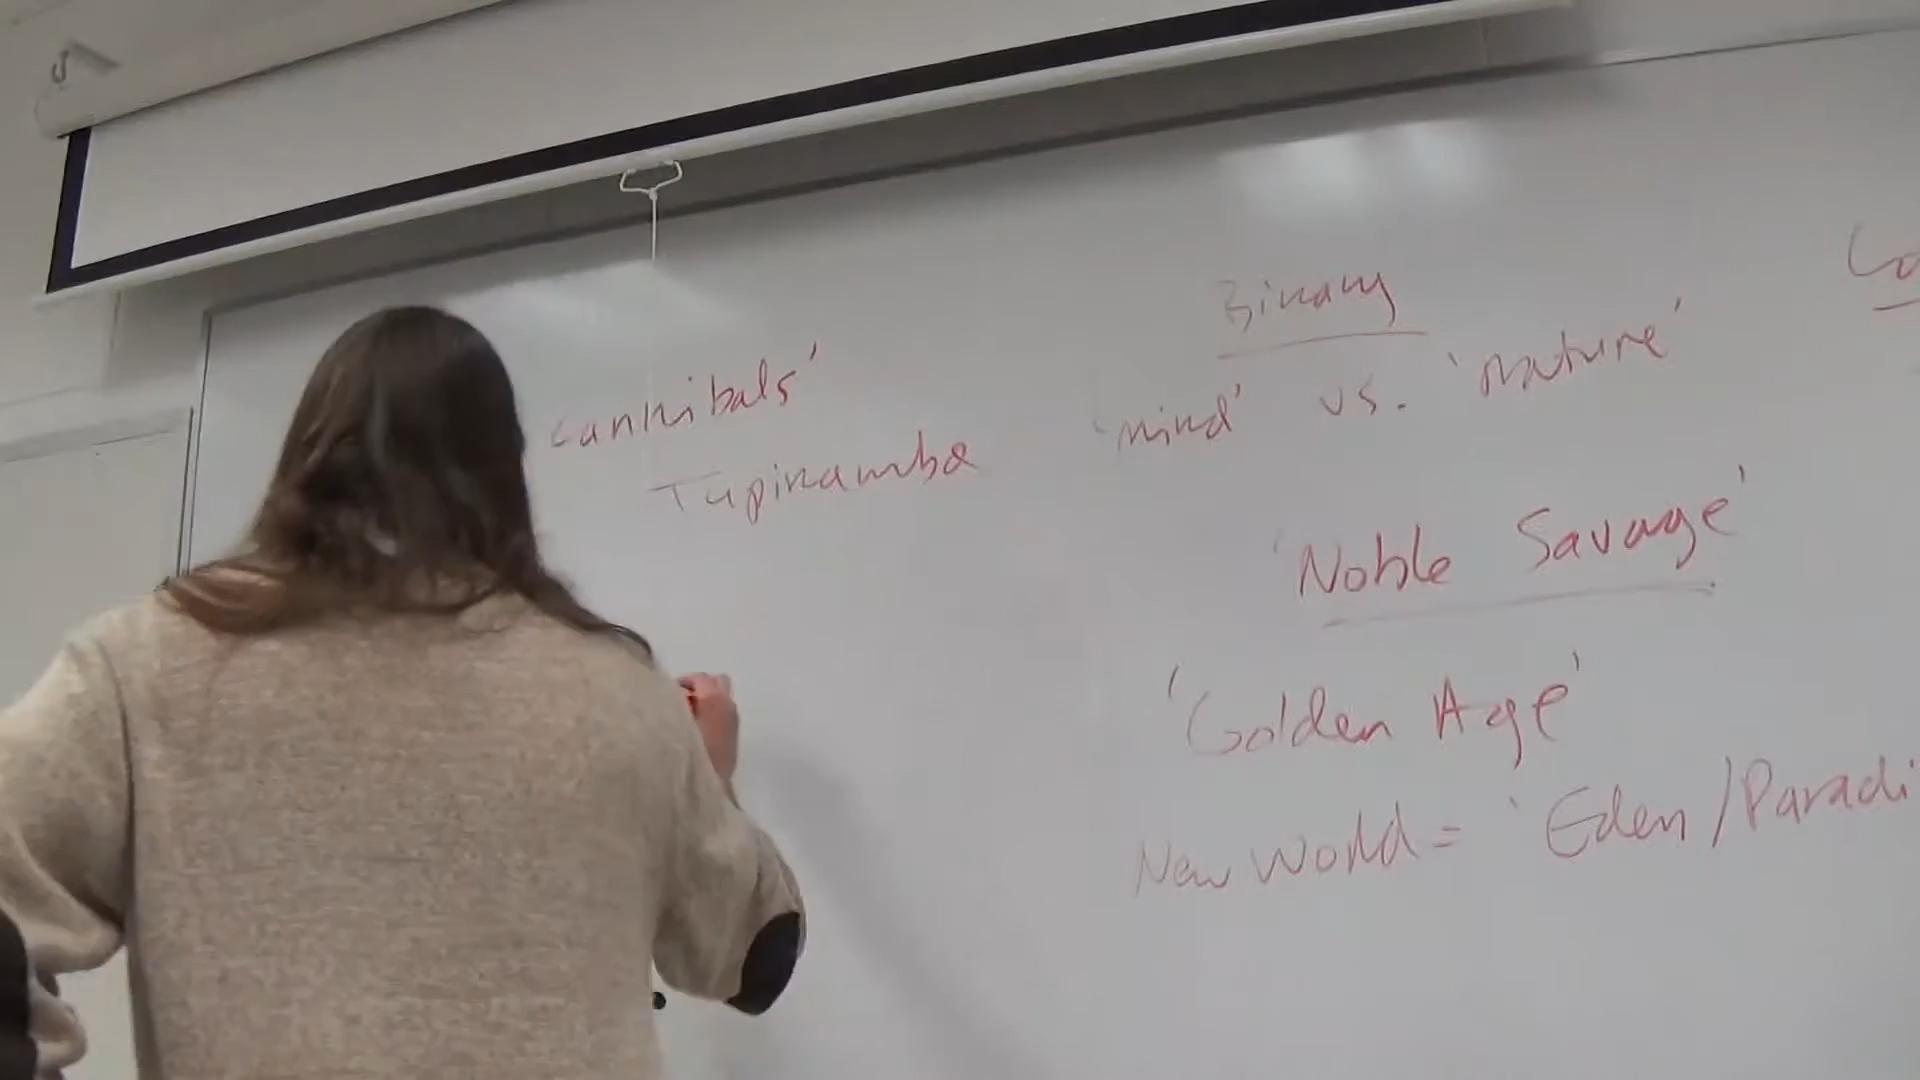 cannibals'
Tupinamba
Binary
'mind' vs. 'nature'
'Noble Savage'
'Golden Age'
New World = 'Eden / Paradi